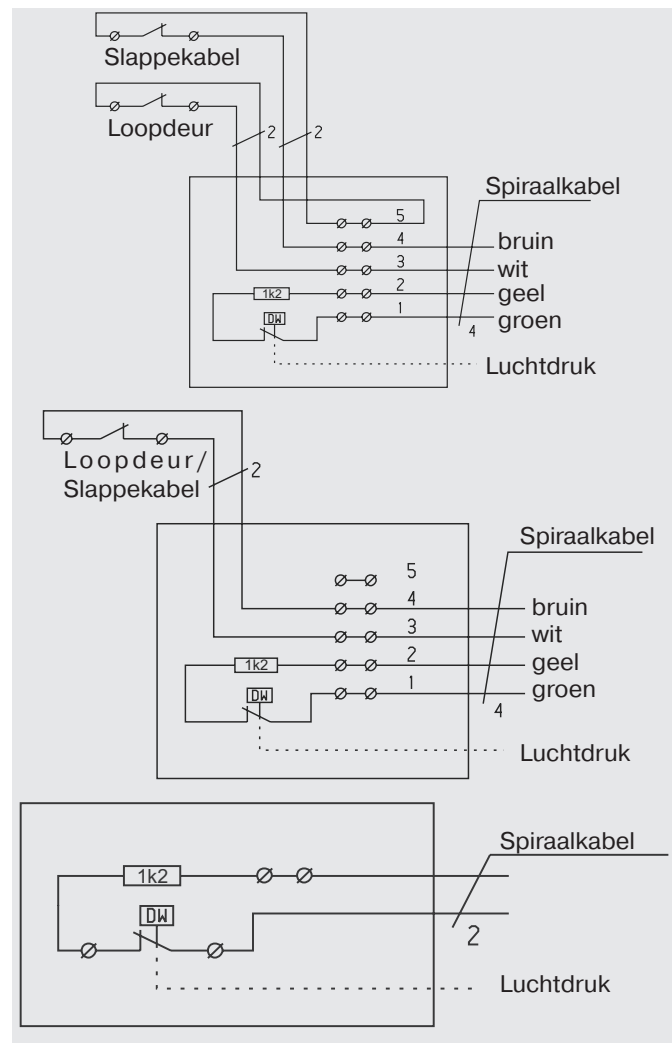 Slappekabel
Loopdeur
2
2
Spiraalkabel
5
4
bruin
3
wit
1k2
2
geel
DW
1
groen
4
Luchtdruk
Loopdeur/
Slappekabel
2
Spiraalkabel
5
4
bruin
3
wit
1k2
2
geel
DW
1
groen
4
Luchtdruk
Spiraalkabel
1k2
DW
2
Luchtdruk